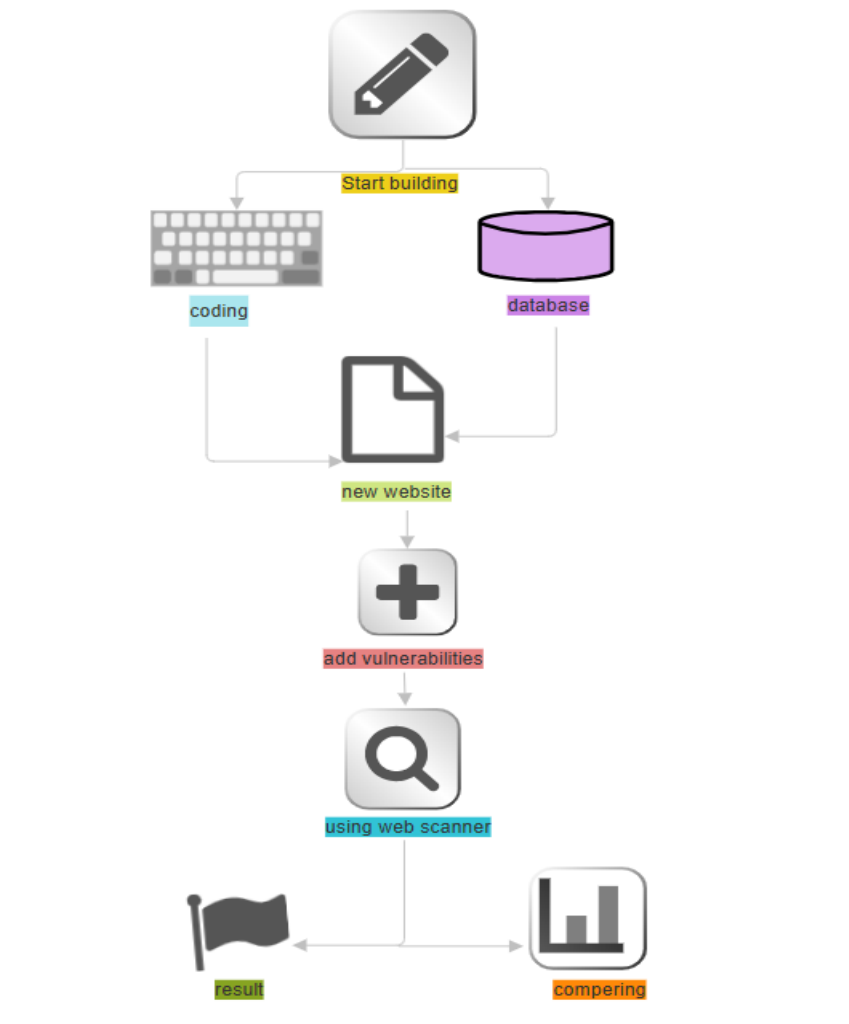 Start building
coding
database
new website
add vulnerabilities
using web scanner
result
compering